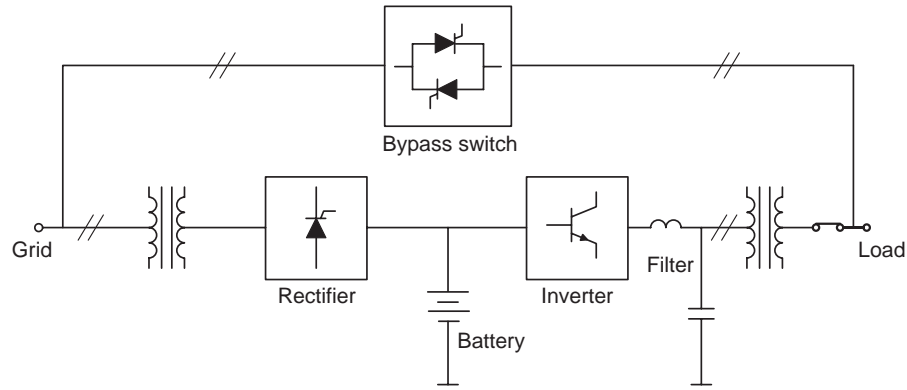 Bypass switch
Grid
Load
Filter
Rectifier
Inverter
Battery